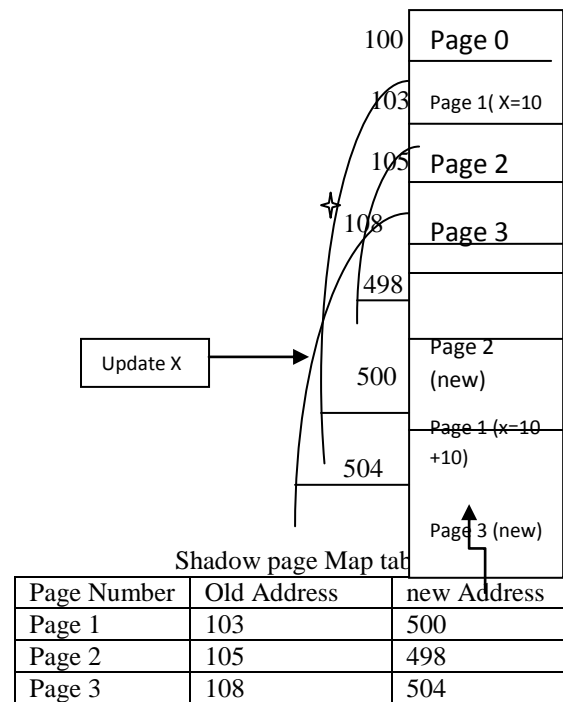 100 Page 0
103 Page 1( X=10
105 Page 2
108 Page 3
498
Update X
Page 2
500 (new)
Page 1 (x=10
+10)
504
Page 3 (new)
Shadow page Map tab
Page Number Old Address new Address
Page 1 103 500
Page 2 105 498
Page 3 108 504